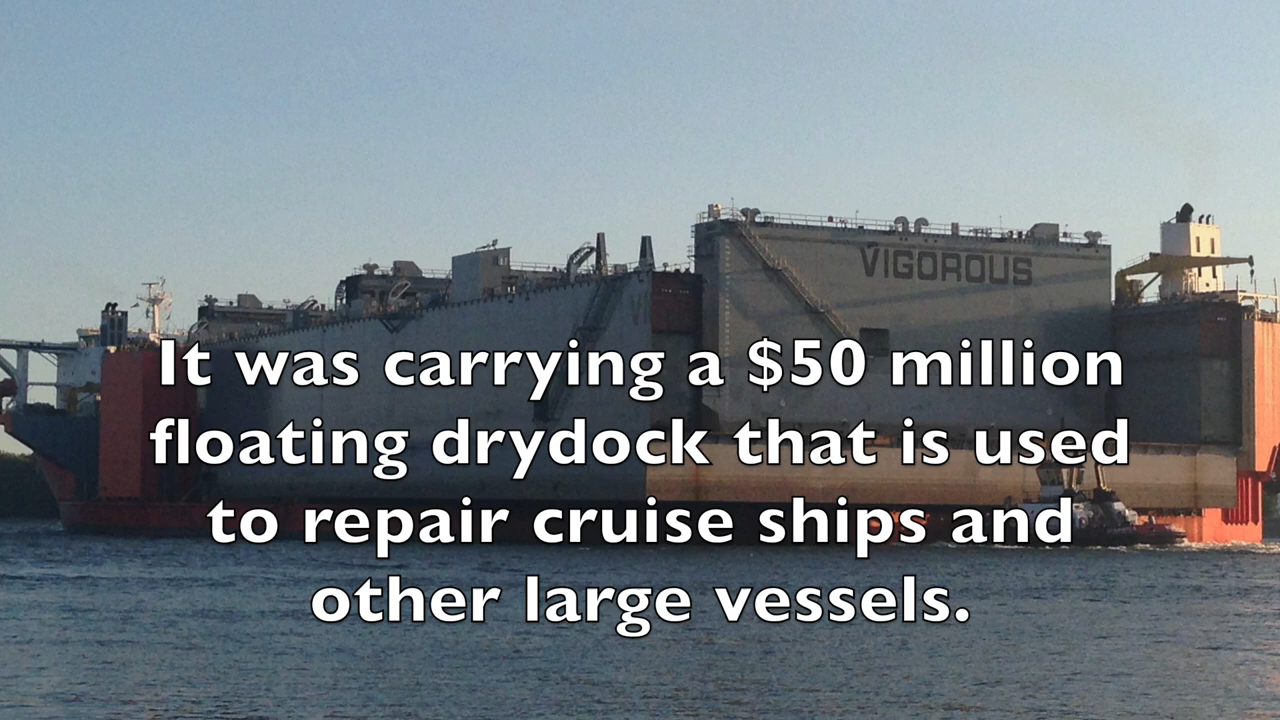 VIGOROUS
It was carrying a $50 million
floating drydock that is used
to repair cruise ships and
other large vessels.